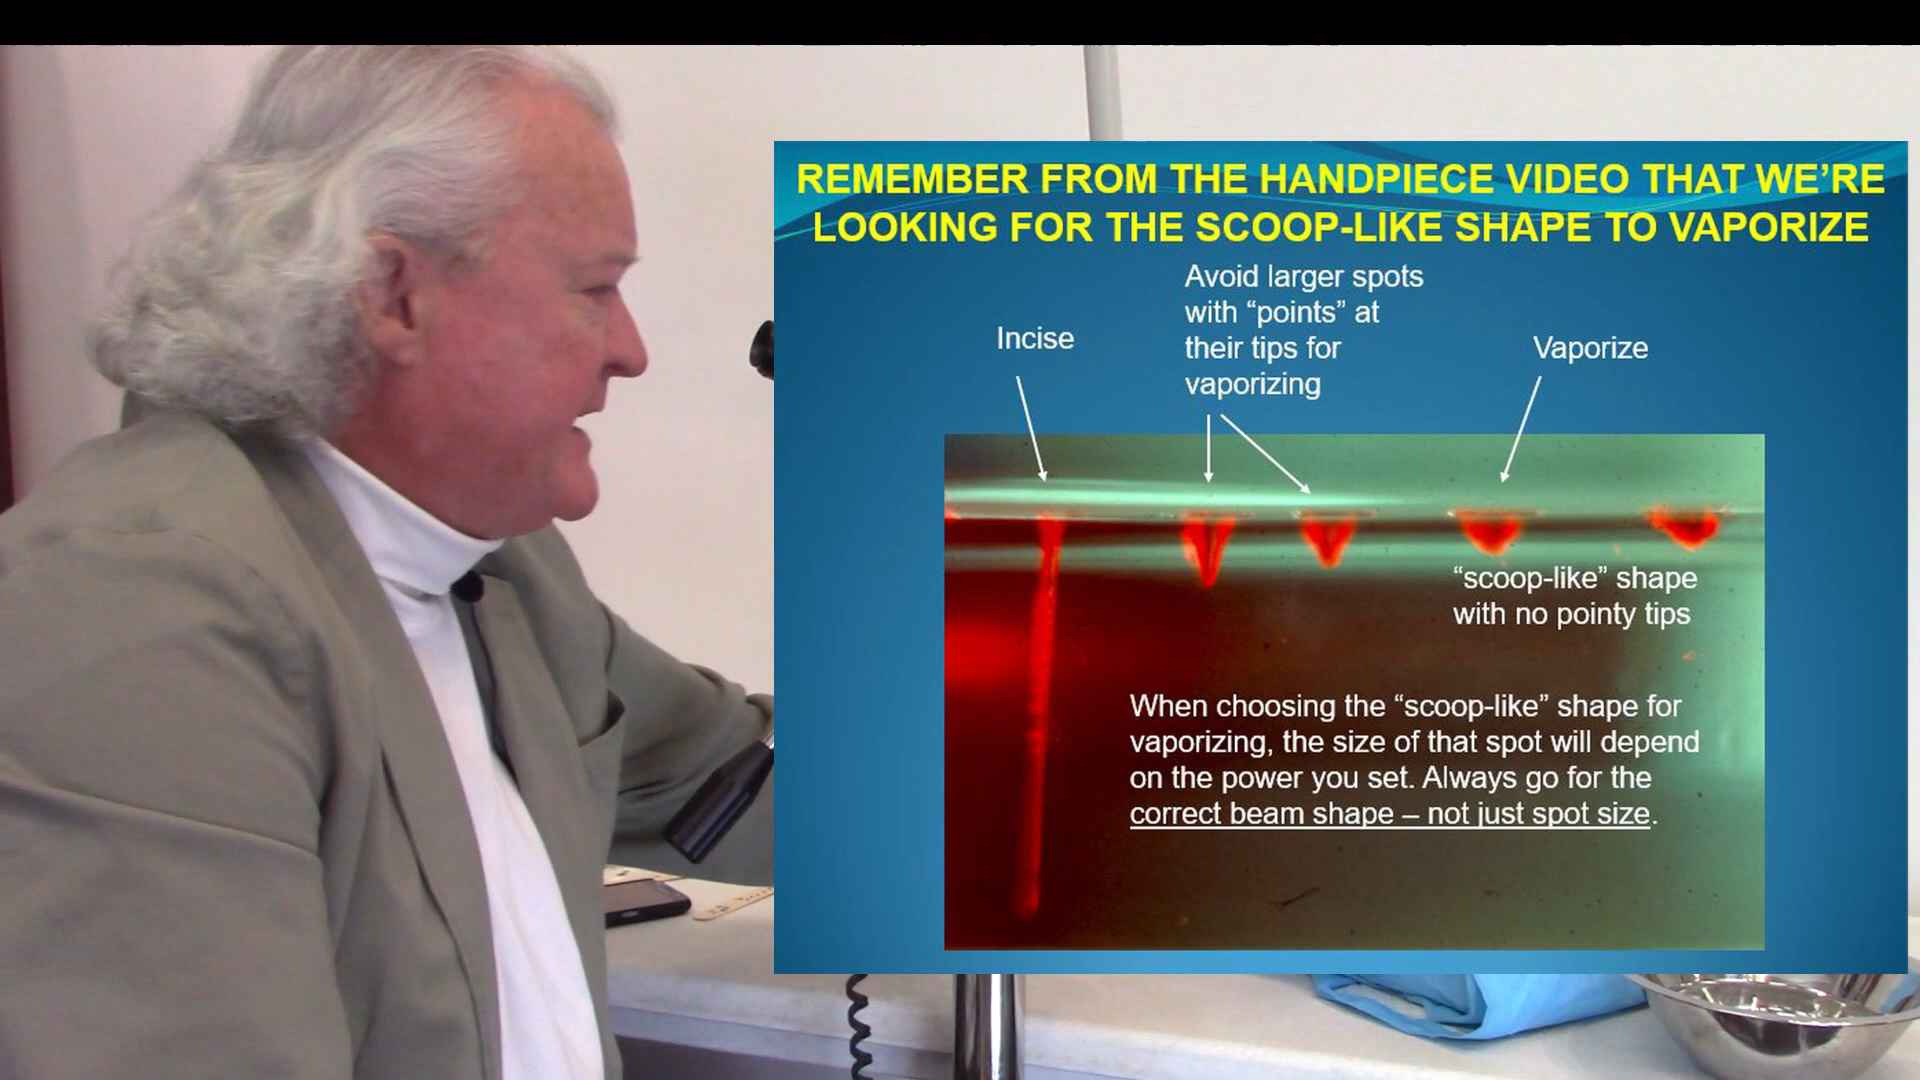 REMEMBER FROM THE HANDPIECE VIDEO THAT WE’RE
LOOKING FOR THE SCOOP-LIKE SHAPE TO VAPORIZE
Incise
Avoid larger spots
with “points” at
their tips for
vaporizing
Vaporize
“scoop-like” shape
with no pointy tips
When choosing the “scoop-like” shape for
vaporizing, the size of that spot will depend
on the power you set. Always go for the
correct beam shape – not just spot size.